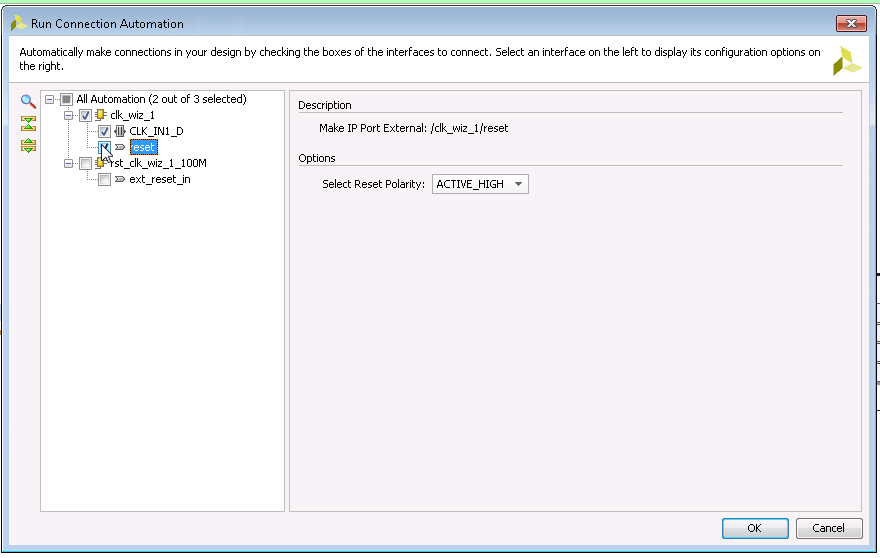 Run Connection Automation
Automatically make connections in your design by checking the boxes of the interfaces to connect. Select an interface on the left to display its configuration options on
the right.
All Automation (2 out of 3 selected)
clk_wiz_1
CLK_IN1_D
reset
rst_clk_wiz_1_100M
ext_reset_in
Description
Make IP Port External: /clk_wiz_1/reset
Options
Select Reset Polarity: ACTIVE_HIGH
OK Cancel